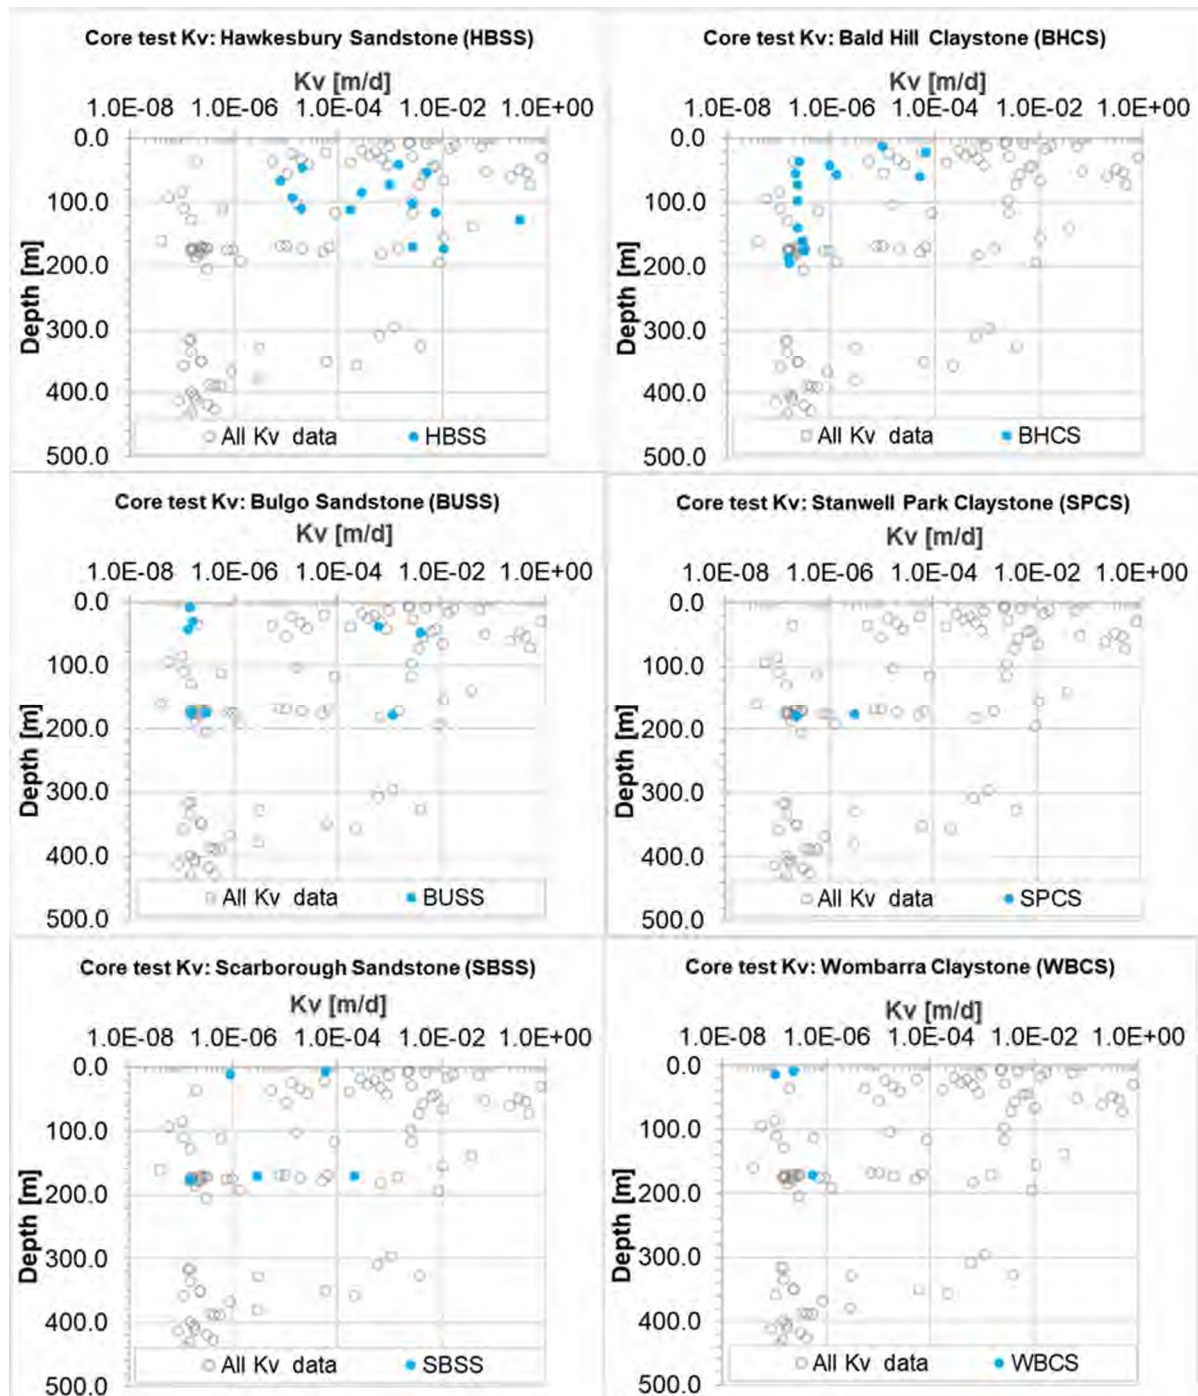 Core test Kv: Hawkesbury Sandstone (HBSS)
Kv [m/d]
1.0E-08 1.0E-06 1.0E-04 1.0E-02 1.0E+00
0.0
100.0
200.0
300.0
400.0
500.0
Depth [m]
All Kv data HBSS
Core test Kv: Bald Hill Claystone (BHCS)
Kv [m/d]
1.0E-08 1.0E-06 1.0E-04 1.0E-02 1.0E+00
0.0
100.0
200.0
300.0
400.0
500.0
Depth [m]
All Kv data BHCS
Core test Kv: Bulgo Sandstone (BUSS)
Kv [m/d]
1.0E-08 1.0E-06 1.0E-04 1.0E-02 1.0E+00
0.0
100.0
200.0
300.0
400.0
500.0
Depth [m]
All Kv data BUSS
Core test Kv: Stanwell Park Claystone (SPCS)
Kv [m/d]
1.0E-08 1.0E-06 1.0E-04 1.0E-02 1.0E+00
0.0
100.0
200.0
300.0
400.0
500.0
Depth [m]
All Kv data SPCS
Core test Kv: Scarborough Sandstone (SBSS)
Kv [m/d]
1.0E-08 1.0E-06 1.0E-04 1.0E-02 1.0E+00
0.0
100.0
200.0
300.0
400.0
500.0
Depth [m]
All Kv data SBSS
Core test Kv: Wombarra Claystone (WBCS)
Kv [m/d]
1.0E-08 1.0E-06 1.0E-04 1.0E-02 1.0E+00
0.0
100.0
200.0
300.0
400.0
500.0
Depth [m]
All Kv data WBCS